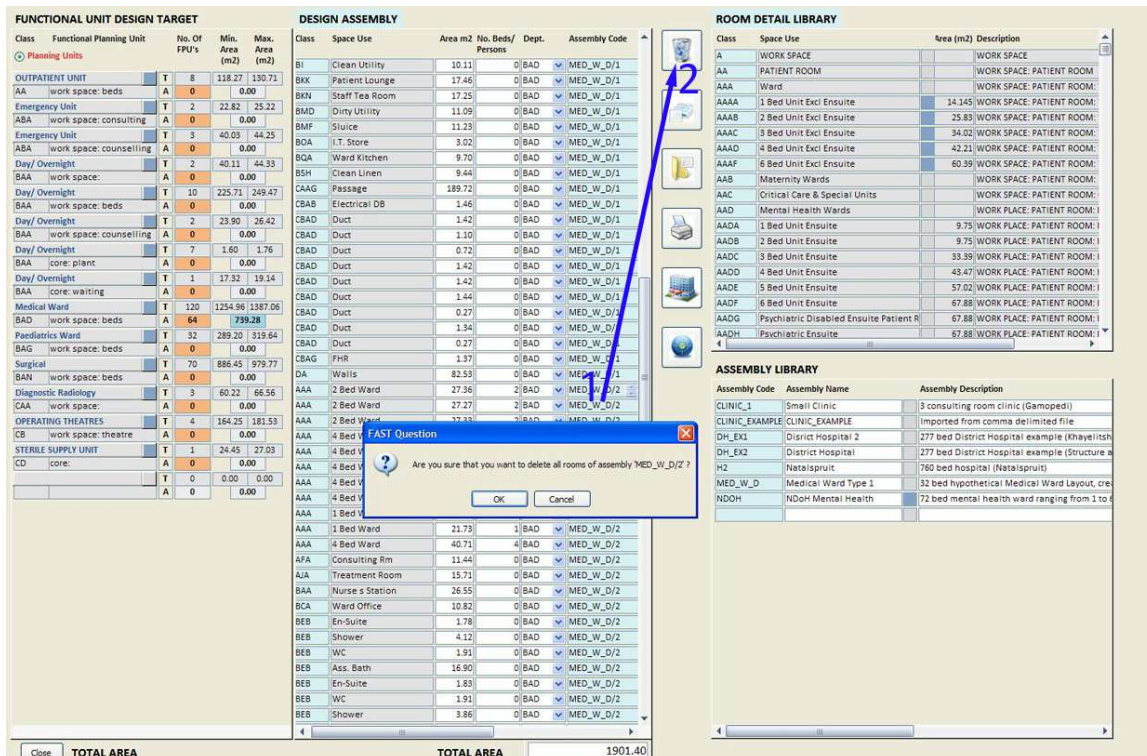 FUNCTIONAL UNIT DESIGN TARGET
Class Functional Planning Unit No. Of FPU's Min. Area (m2) Max. Area (m2)
Planning Units
OUTPATIENT UNIT T 8 118.27 130.71
AA work space: beds A 0 0.00
Emergency Unit T 2 22.82 25.22
ABA work space: consulting A 0 0.00
Emergency Unit T 3 40.03 44.25
ABA work space: counselling A 0 0.00
Day/ Overnight T 2 40.11 44.33
BAA work space: A 0 0.00
Day/ Overnight T 10 225.71 249.47
BAA work space: beds A 0 0.00
Day/ Overnight T 2 23.90 26.42
BAA work space: counselling A 0 0.00
Day/ Overnight T 7 1.60 1.76
BAA core: plant A 0 0.00
Day/ Overnight T 1 17.32 19.14
BAA core: waiting A 0 0.00
Medical Ward T 120 1254.96 1387.06
BAD work space: beds A 64 739.28
Paediatrics Ward T 32 289.20 319.64
BAG work space: beds A 0 0.00
Surgical T 70 886.45 979.77
BAN work space: beds A 0 0.00
Diagnostic Radiology T 3 60.22 66.56
CAA work space: A 0 0.00
OPERATING THEATRES T 4 164.25 181.53
CB work space: theatre A 0 0.00
STERILE SUPPLY UNIT T 1 24.45 27.03
CD core: A 0 0.00
T 0 0.00 0.00
A 0 0.00
Close TOTAL AREA
DESIGN ASSEMBLY
Class Space Use Area m2 No. Beds/ Persons Dept. Assembly Code
BI Clean Utility 10.11 0 BAD MED_W_D/1
BKK Patient Lounge 17.46 0 BAD MED_W_D/1
BKN Staff Tea Room 17.25 0 BAD MED_W_D/1
BMD Dirty Utility 11.09 0 BAD MED_W_D/1
BMF Sluice 11.23 0 BAD MED_W_D/1
BOA I.T. Store 3.02 0 BAD MED_W_D/1
BQA Ward Kitchen 9.70 0 BAD MED_W_D/1
BSH Clean Linen 9.44 0 BAD MED_W_D/1
CAAG Passage 189.72 0 BAD MED_W_D/1
CBAB Electrical DB 1.46 0 BAD MED_W_D/1
CBAD Duct 1.42 0 BAD MED_W_D/1
CBAD Duct 1.10 0 BAD MED_W_D/1
CBAD Duct 0.72 0 BAD MED_W_D/1
CBAD Duct 1.42 0 BAD MED_W_D/1
CBAD Duct 1.42 0 BAD MED_W_D/1
CBAD Duct 1.44 0 BAD MED_W_D/1
CBAD Duct 0.27 0 BAD MED_W_D/1
CBAD Duct 1.34 0 BAD MED_W_D/1
CBAD Duct 0.27 0 BAD MED_W_D/1
CBAG FHR 1.37 0 BAD MED_W_D/1
DA Walls 82.53 0 BAD MED_W_D/1
AAA 2 Bed Ward 27.36 2 BAD MED_W_D/2
AAA 2 Bed Ward 27.27 2 BAD MED_W_D/2
AAA 2 Bed Ward 27.33 2 BAD MED_W_D/2
AAA 4 Bed
AAA 4 Bed
AAA 4 Bed
AAA 4 Bed
AAA 4 Bed
AAA 1 Bed Ward
AAA 1 Bed Ward 21.73 1 BAD MED_W_D/2
AAA 4 Bed Ward 40.71 4 BAD MED_W_D/2
AFA Consulting Rm 11.44 0 BAD MED_W_D/2
AJA Treatment Room 15.71 0 BAD MED_W_D/2
BAA Nurse s Station 26.55 0 BAD MED_W_D/2
BCA Ward Office 10.82 0 BAD MED_W_D/2
BEB En-Suite 1.78 0 BAD MED_W_D/2
BEB Shower 4.12 0 BAD MED_W_D/2
BEB WC 1.91 0 BAD MED_W_D/2
BEB Ass. Bath 16.90 0 BAD MED_W_D/2
BEB En-Suite 1.83 0 BAD MED_W_D/2
BEB WC 1.91 0 BAD MED_W_D/2
BEB Shower 3.86 0 BAD MED_W_D/2
TOTAL AREA 1901.40
1
2
FAST Question
Are you sure that you want to delete all rooms of assembly 'MED_W_D/2' ?
OK Cancel
ROOM DETAIL LIBRARY
Class Space Use Area (m2) Description
A WORK SPACE WORK SPACE
AA PATIENT ROOM WORK SPACE: PATIENT ROOM
AAA Ward WORK SPACE: PATIENT ROOM:
AAAA 1 Bed Unit Excl Ensuite 14.145 WORK SPACE: PATIENT ROOM:
AAAB 2 Bed Unit Excl Ensuite 25.83 WORK SPACE: PATIENT ROOM:
AAAC 3 Bed Unit Excl Ensuite 34.02 WORK SPACE: PATIENT ROOM:
AAAD 4 Bed Unit Excl Ensuite 42.21 WORK SPACE: PATIENT ROOM:
AAAF 6 Bed Unit Excl Ensuite 60.39 WORK SPACE: PATIENT ROOM:
AAB Maternity Wards WORK SPACE: PATIENT ROOM:
AAC Critical Care & Special Units WORK SPACE: PATIENT ROOM:
AAD Mental Health Wards WORK PLACE: PATIENT ROOM:
AADA 1 Bed Unit Ensuite 9.75 WORK PLACE: PATIENT ROOM:
AADB 2 Bed Unit Ensuite 9.75 WORK PLACE: PATIENT ROOM:
AADC 3 Bed Unit Ensuite 33.39 WORK PLACE: PATIENT ROOM:
AADD 4 Bed Unit Ensuite 43.47 WORK PLACE: PATIENT ROOM:
AADE 5 Bed Unit Ensuite 57.02 WORK PLACE: PATIENT ROOM:
AADF 6 Bed Unit Ensuite 67.88 WORK PLACE: PATIENT ROOM:
AADG Psychiatric Disabled Ensuite Patient R 67.88 WORK PLACE: PATIENT ROOM:
AADH Psychiatric Ensuite 67.88 WORK PLACE: PATIENT ROOM:
ASSEMBLY LIBRARY
Assembly Code Assembly Name Assembly Description
CLINIC_1 Small Clinic 3 consulting room clinic (Gamopedi)
CLINIC_EXAMPLE CLINIC_EXAMPLE Imported from comma delimited file
DH_EX1 Disrict Hospital 2 277 bed District Hospital example (Khayelitsh
DH_EX2 District Hospital 277 bed District Hospital example (Structure a
H2 Natalspruit 760 bed hospital (Natalspruit)
MED_W_D Medical Ward Type 1 32 bed hypothetical Medical Ward Layout, crea
NDOH NDoH Mental Health 72 bed mental health ward ranging from 1 to 6